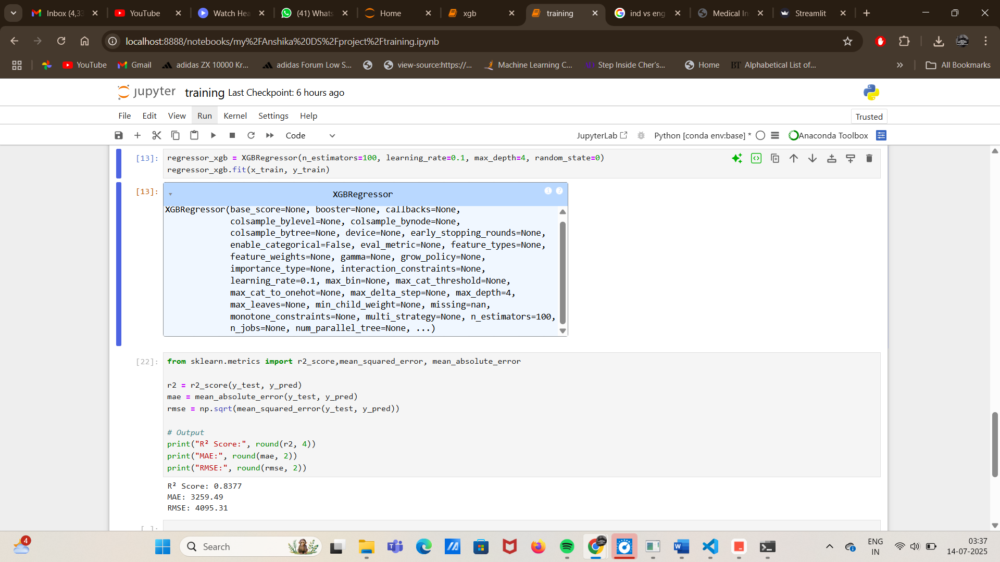 Inbox (4,33
YouTube
Watch Hea
(41) Whats
Home
xgb
training
ind vs eng
Medical In
Streamlit
localhost:8888/notebooks/my%2FAnshika%20DS%2Fproject%2Ftraining.ipynb
YouTube
Gmail
adidas ZX 10000 Kr...
adidas Forum Low S...
view-source:https://...
Machine Learning C...
Step Inside Cher's...
Home
BT Alphabetical List of...
All Bookmarks
jupyter training Last Checkpoint: 6 hours ago
File Edit View Run Kernel Settings Help
Trusted
Code
JupyterLab
Python [conda env:base] *
Anaconda Toolbox
[13]: regressor_xgb = XGBRegressor(n_estimators=100, learning_rate=0.1, max_depth=4, random_state=0)
regressor_xgb.fit(x_train, y_train)
[13]:
XGBRegressor
i ?
XGBRegressor(base_score=None, booster=None, callbacks=None,
colsample_bylevel=None, colsample_bynode=None,
colsample_bytree=None, device=None, early_stopping_rounds=None,
enable_categorical=False, eval_metric=None, feature_types=None,
feature_weights=None, gamma=None, grow_policy=None,
importance_type=None, interaction_constraints=None,
learning_rate=0.1, max_bin=None, max_cat_threshold=None,
max_cat_to_onehot=None, max_delta_step=None, max_depth=4,
max_leaves=None, min_child_weight=None, missing=nan,
monotone_constraints=None, multi_strategy=None, n_estimators=100,
n_jobs=None, num_parallel_tree=None, ...)
[22]: from sklearn.metrics import r2_score,mean_squared_error, mean_absolute_error
r2 = r2_score(y_test, y_pred)
mae = mean_absolute_error(y_test, y_pred)
rmse = np.sqrt(mean_squared_error(y_test, y_pred))
# Output
print("R² Score:", round(r2, 4))
print("MAE:", round(mae, 2))
print("RMSE:", round(rmse, 2))
R² Score: 0.8377
MAE: 3259.49
RMSE: 4095.31
[ ]:
4
Search
ENG
IN
03:37
14-07-2025